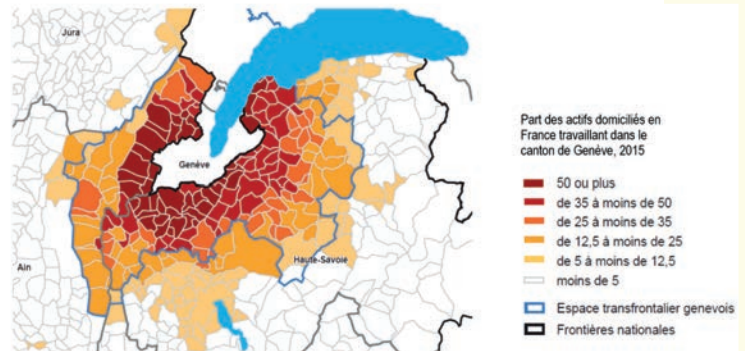 Jura
Genève
Ain
Haute-Savoie
Part des actifs domiciliés en
France travaillant dans le
canton de Genève, 2015
50 ou plus
de 35 à moins de 50
de 25 à moins de 35
de 12,5 à moins de 25
de 5 à moins de 12,5
moins de 5
Espace transfrontalier genevois
Frontières nationales